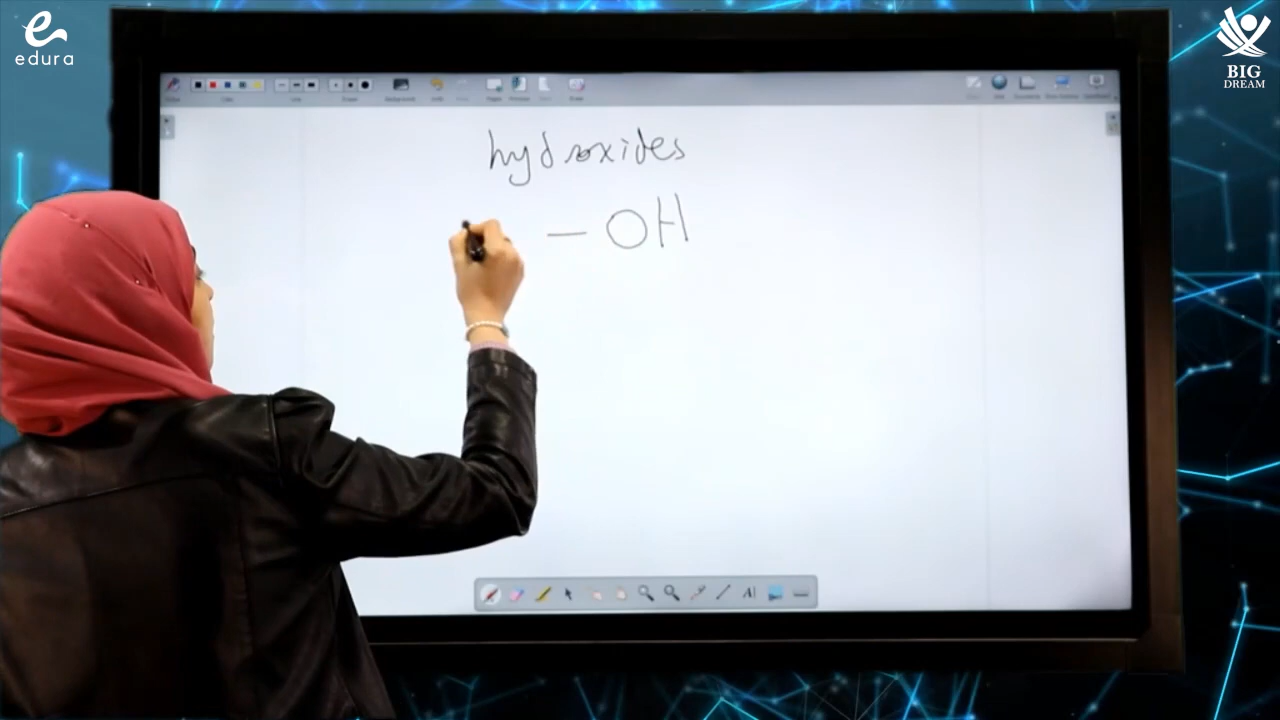 edura
BIG
DREAM
hydroxides
– OH